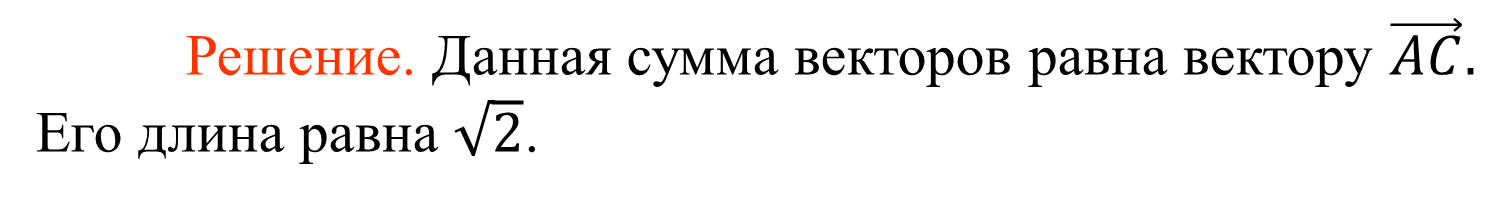 Решение. Данная сумма векторов равна вектору $\overrightarrow{AC}$.
Его длина равна $\sqrt{2}$.